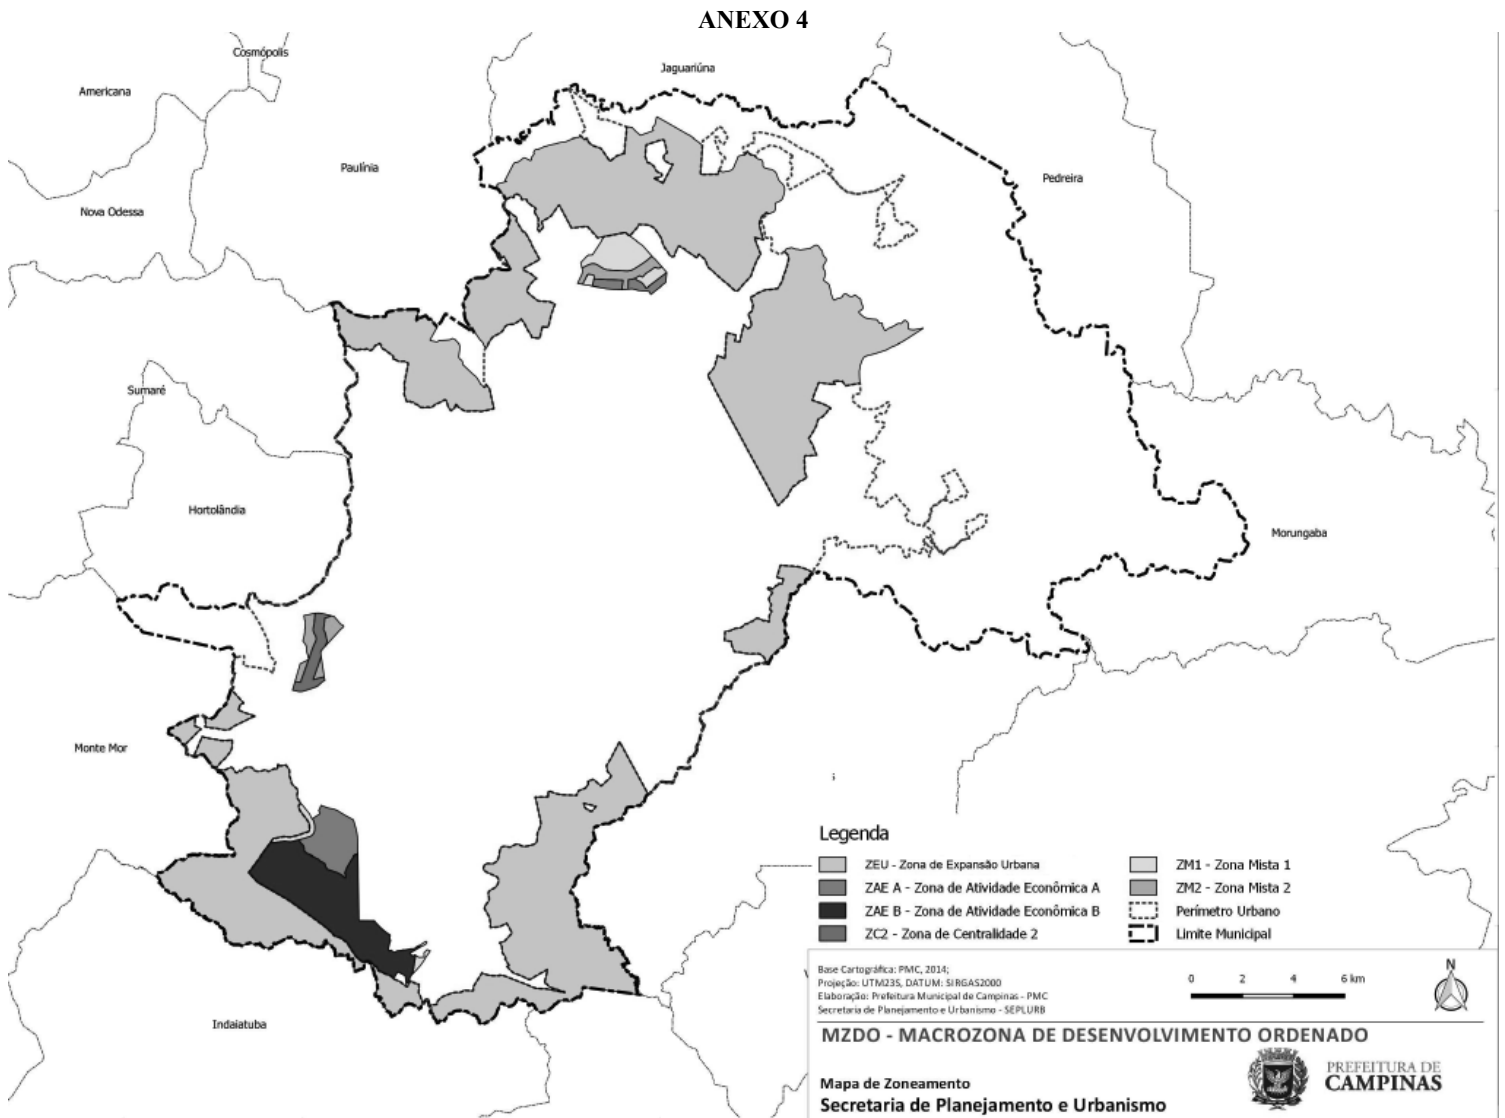 ANEXO 4
Cosmópolis
Jaguariúna
Americana
Paulínia
Pedreira
Nova Odessa
Sumaré
Hortolândia
Morungaba
Monte Mor
Indaiatuba
Legenda
ZEU - Zona de Expansão Urbana
ZAE A - Zona de Atividade Econômica A
ZAE B - Zona de Atividade Econômica B
ZC2 - Zona de Centralidade 2
ZM1 - Zona Mista 1
ZM2 - Zona Mista 2
Perímetro Urbano
Limite Municipal
Base Cartográfica: PMC, 2014;
Projeção: UTM23S, DATUM: SIRGAS2000
Elaboração: Prefeitura Municipal de Campinas - PMC
Secretaria de Planejamento e Urbanismo - SEPLURB
0 2 4 6 km
N
MZDO - MACROZONA DE DESENVOLVIMENTO ORDENADO
Mapa de Zoneamento
Secretaria de Planejamento e Urbanismo
PREFEITURA DE
CAMPINAS